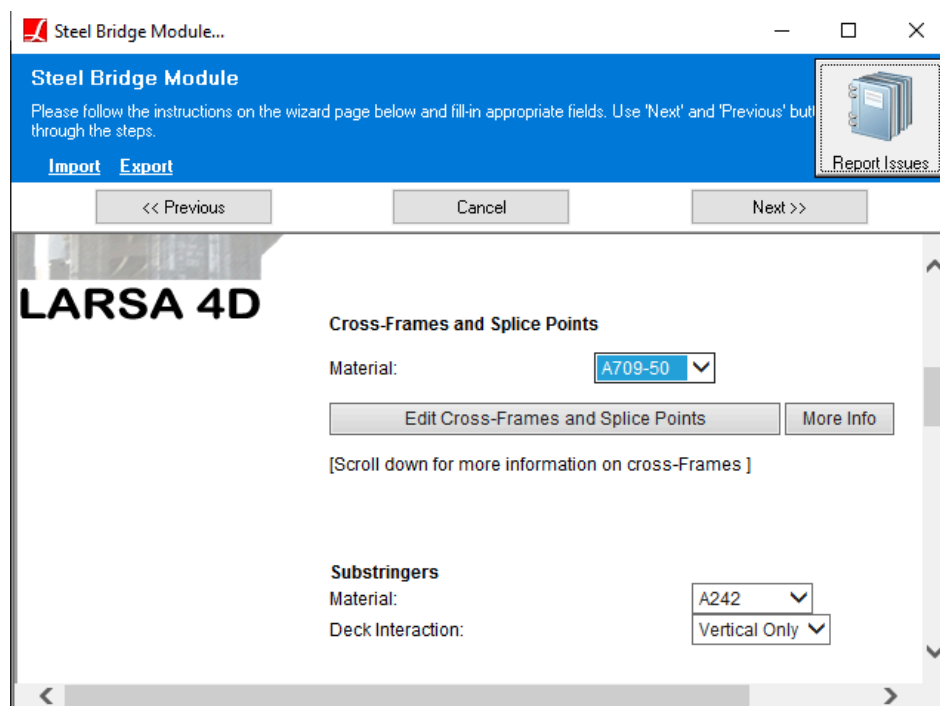 Steel Bridge Module...
Steel Bridge Module
Please follow the instructions on the wizard page below and fill-in appropriate fields. Use 'Next' and 'Previous'
through the steps.
Import Export
Report Issues
<< Previous Cancel Next >>
LARSA 4D
Cross-Frames and Splice Points
Material: A709-50
Edit Cross-Frames and Splice Points More Info
[Scroll down for more information on cross-Frames ]
Substringers
Material: A242
Deck Interaction: Vertical Only